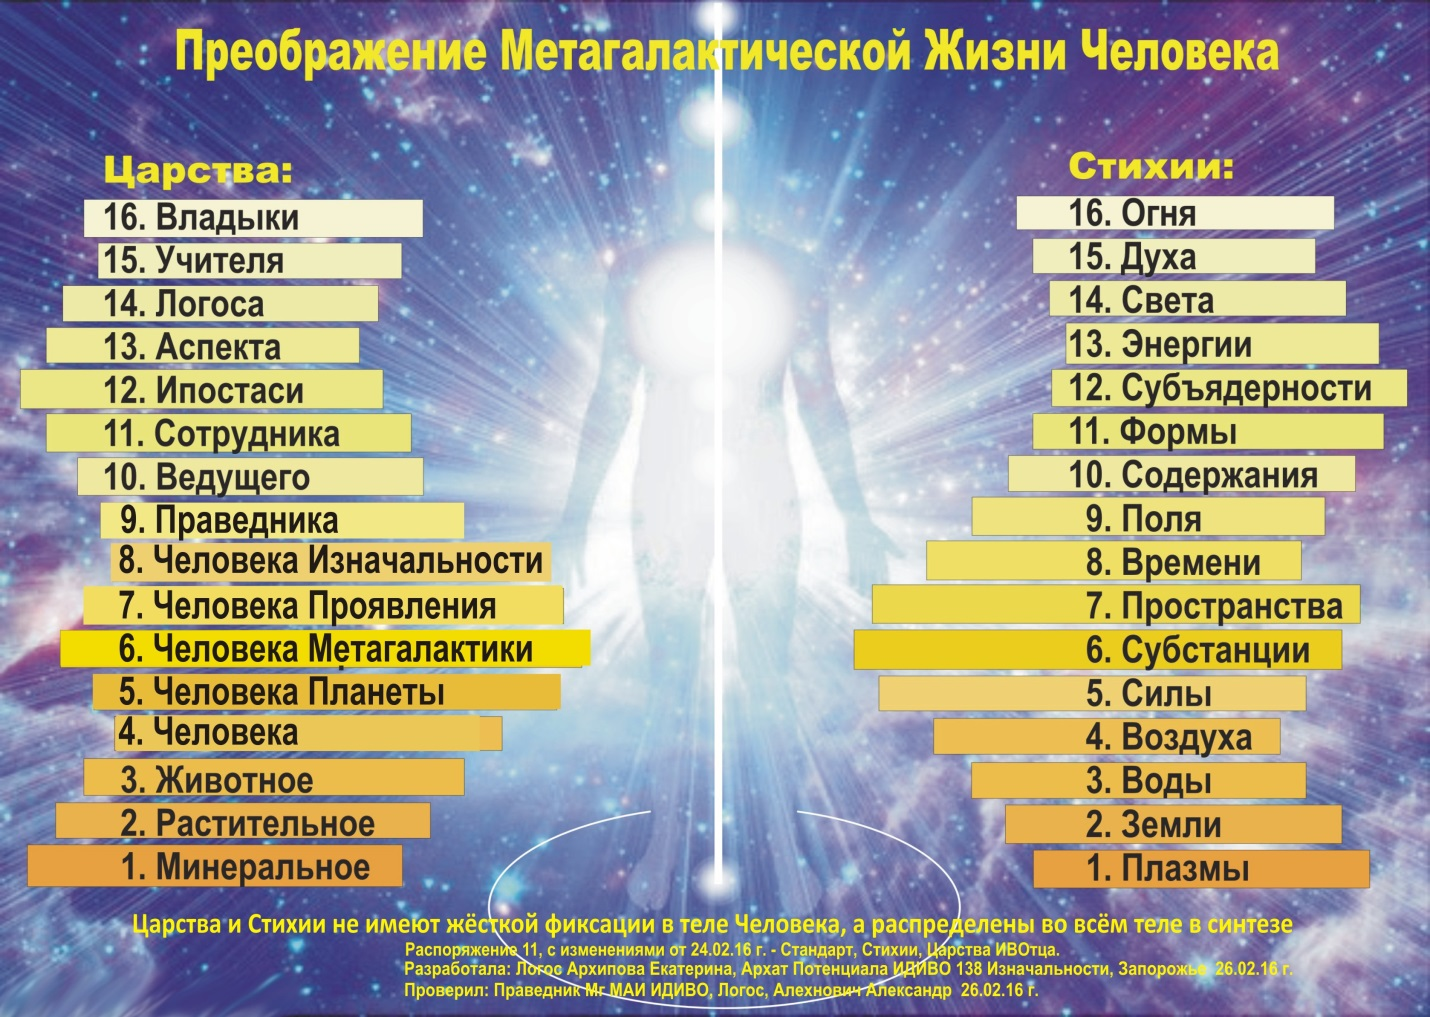 Преображение Метагалактической Жизни Человека
Царства:
16. Владыки
15. Учителя
14. Логоса
13. Аспекта
12. Ипостаси
11. Сотрудника
10. Ведущего
9. Праведника
8. Человека Изначальности
7. Человека Проявления
6. Человека Метагалактики
5. Человека Планеты
4. Человека
3. Животное
2. Растительное
1. Минеральное
Стихии:
16. Огня
15. Духа
14. Света
13. Энергии
12. Субъядерности
11. Формы
10. Содержания
9. Поля
8. Времени
7. Пространства
6. Субстанции
5. Силы
4. Воздуха
3. Воды
2. Земли
1. Плазмы
Царства и Стихии не имеют жёсткой фиксации в теле Человека, а распределены во всём теле в синтезе
Распоряжение 11, с изменениями от 24.02.16 г. - Стандарт, Стихии, Царства ИВОтца.
Разработала: Логос Архипова Екатерина, Архат Потенциала ИДИВО 138 Изначальности, Запорожье 26.02.16 г.
Проверил: Праведник Мг МАИ ИДИВО, Логос, Алехнович Александр 26.02.16 г.